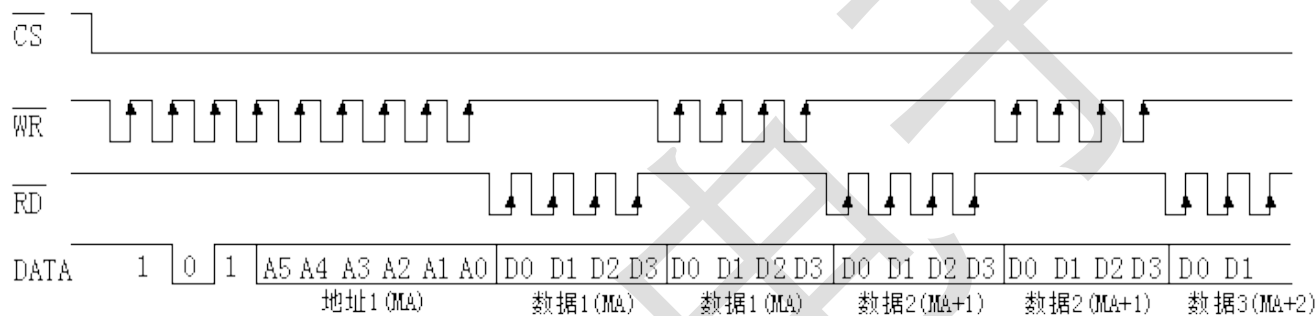 CS
WR
RD
DATA 1 0 1 A5 A4 A3 A2 A1 A0 D0 D1 D2 D3 D0 D1 D2 D3 D0 D1 D2 D3 D0 D1 D2 D3 D0 D1
地址1(MA) 数据1(MA) 数据1(MA) 数据2(MA+1) 数据2(MA+1) 数据3(MA+2)